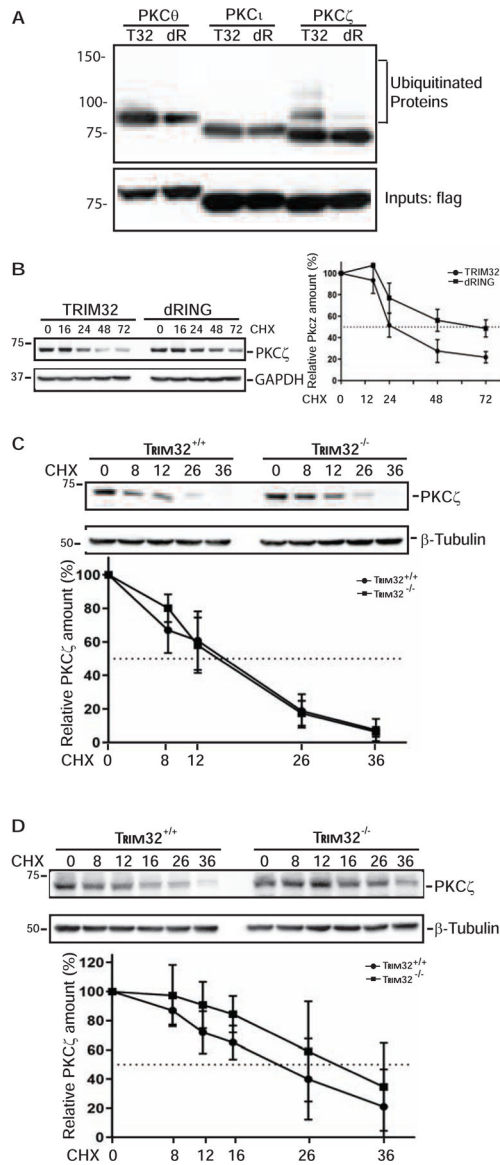 A
PKCθ PKCι PKCζ
T32 dR T32 dR T32 dR
150-
100-
75-
Ubiquitinated
Proteins
75-
Inputs: flag
B
TRIM32 dRING
0 16 24 48 72 0 16 24 48 72 CHX
75
PKCζ
37
GAPDH
Relative Pkcz amount (%)
100
80
60
40
20
0
TRIM32
dRING
CHX 0 12 24 48 72
C
TRIM32+/+ TRIM32-/-
CHX 0 8 12 26 36 0 8 12 26 36
75
PKCζ
50
β-Tubulin
Relative PKCζ amount (%)
100
80
60
40
20
0
TRIM32+/+
TRIM32-/-
CHX 0 8 12 26 36
D
TRIM32+/+ TRIM32-/-
CHX 0 8 12 16 26 36 0 8 12 16 26 36
75
PKCζ
50
β-Tubulin
Relative PKCζ amount (%)
120
100
80
60
40
20
0
TRIM32+/+
TRIM32-/-
CHX 0 8 12 16 26 36